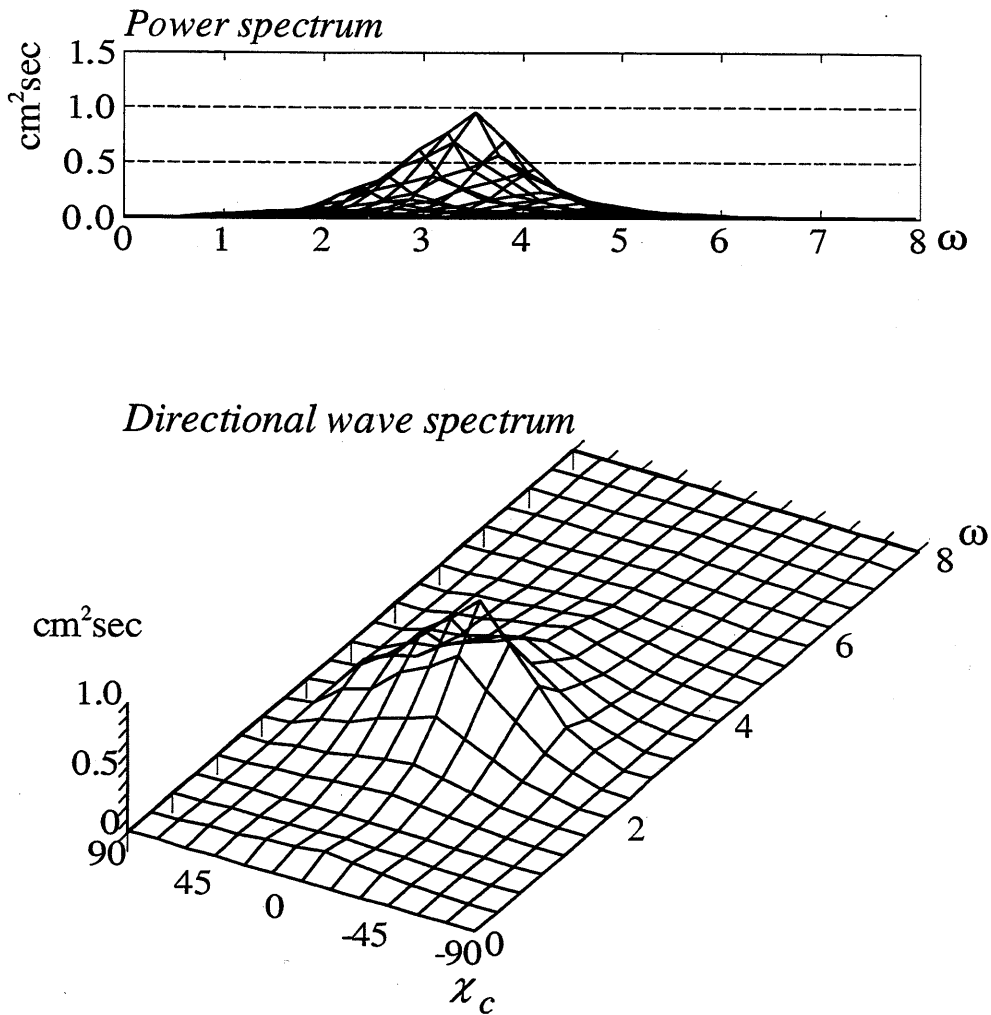 Power spectrum
cm²sec
1.5
1.0
0.5
0.0
0 1 2 3 4 5 6 7 8 ω
Directional wave spectrum
cm²sec
1.0
0.5
0
90 45 0 -45 -90
χc
0 2 4 6 8 ω